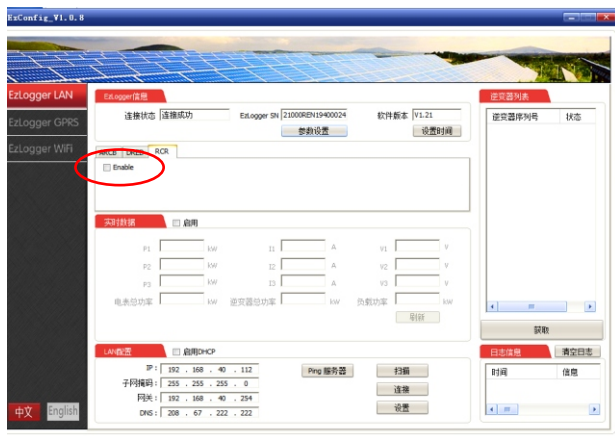 EzConfig_V1.0.8
EzLogger LAN
EzLogger GPRS
EzLogger WiFi
EzLogger信息
连接状态 连接成功 EzLogger SN 21000REN19400024 软件版本 V1.21
参数设置 设置时间
ARCB DRED RCR
Enable
实时数据 启用
P1 kW I1 A V1 V
P2 kW I2 A V2 V
P3 kW I3 A V3 V
电表总功率 kW 逆变器总功率 kW 负载功率 kW
刷新
LAN配置 启用DHCP
IP: 192 . 168 . 40 . 112 Ping 服务器 扫描
子网掩码: 255 . 255 . 255 . 0 连接
网关: 192 . 168 . 40 . 254 设置
DNS: 208 . 67 . 222 . 222
逆变器列表
逆变器序列号 状态
获取
日志信息 清空日志
时间 信息
中文 English